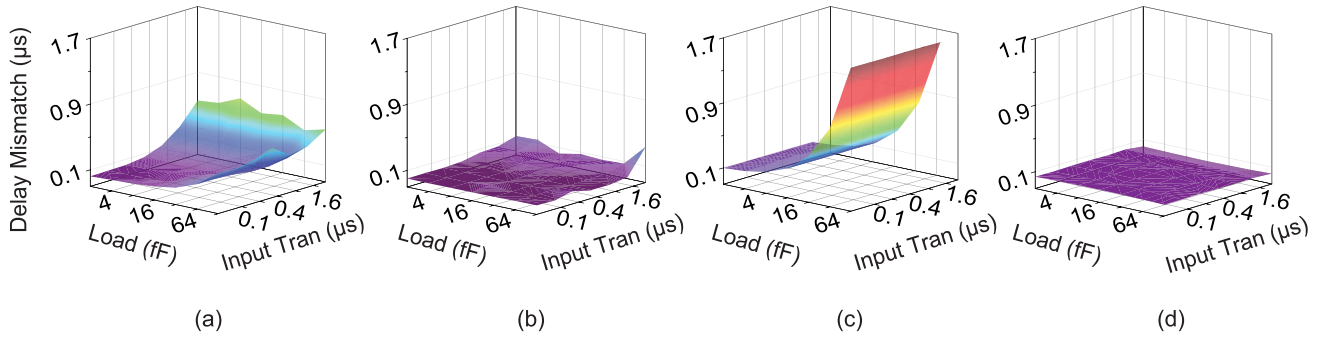 Delay Mismatch (μs)
1.7
0.9
0.1
4
16
64
Load (fF)
0.1
0.4
1.6
Input Tran (μs)
(a)
1.7
0.9
0.1
4
16
64
Load (fF)
0.1
0.4
1.6
Input Tran (μs)
(b)
1.7
0.9
0.1
4
16
64
Load (fF)
0.1
0.4
1.6
Input Tran (μs)
(c)
1.7
0.9
0.1
4
16
64
Load (fF)
0.1
0.4
1.6
Input Tran (μs)
(d)